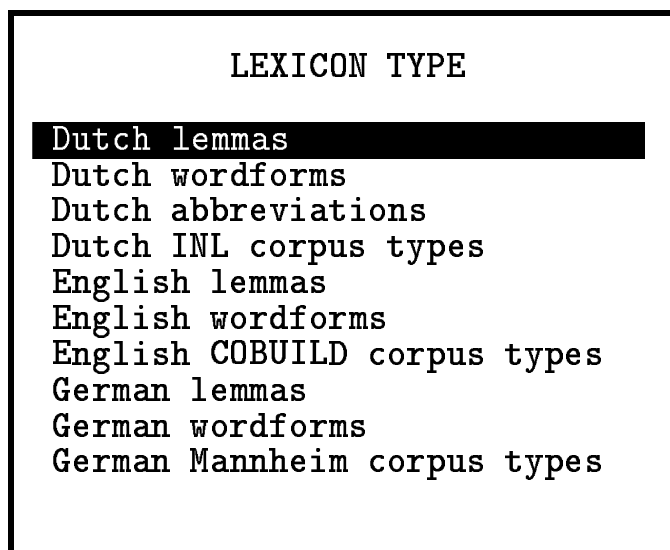 LEXICON TYPE
Dutch lemmas
Dutch wordforms
Dutch abbreviations
Dutch INL corpus types
English lemmas
English wordforms
English COBUILD corpus types
German lemmas
German wordforms
German Mannheim corpus types